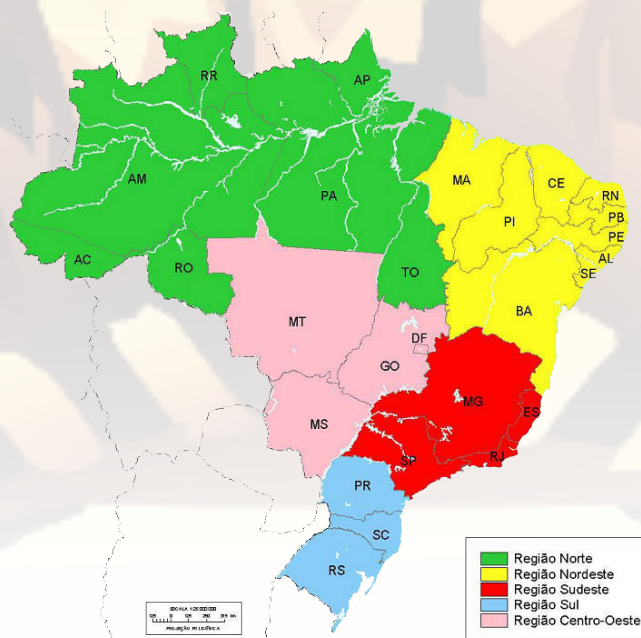 RR
AP
AM
PA
MA
CE
RN
PB
PE
AL
SE
PI
AC
RO
TO
BA
MT
DF
GO
MG
ES
MS
SP
RJ
PR
SC
RS
Região Norte
Região Nordeste
Região Sudeste
Região Sul
Região Centro-Oeste
PROJEÇÃO POLICÔNICA